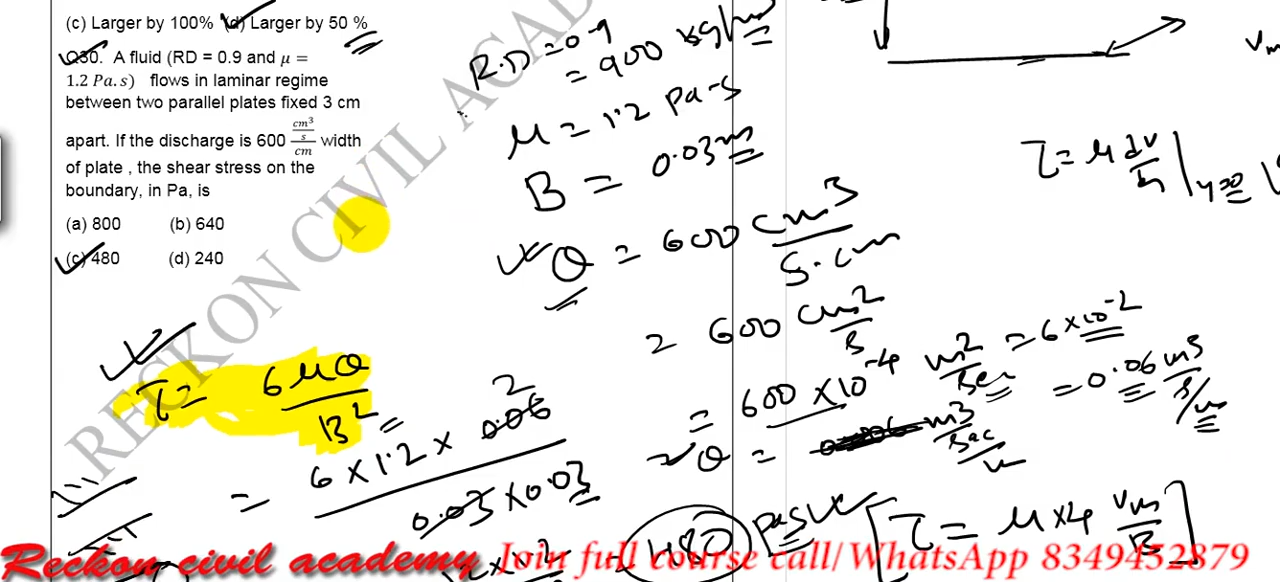 (c) Larger by 100% (d) Larger by 50 %
Q30. A fluid (RD = 0.9 and μ =
1.2 Pa.s) flows in laminar regime
between two parallel plates fixed 3 cm
apart. If the discharge is 600 cm³/s/cm width
of plate , the shear stress on the
boundary, in Pa, is
(a) 800 (b) 640
(c) 480 (d) 240
τ = 6μQ/B²
= 6 × 1.2 × 0.06 2
0.03 × 0.03
R.D = 0.9
= 900 kg/m
μ = 1.2 Pa-s
B = 0.03m
Q = 600 cm3/s.cm
= 600 cm2/s
= 600 × 10-4 m2/sec = 6 × 10-2
= 0.06 m3/s/m
Q = m3/sec/m
480
τ = μ dv | y=0
[τ = μ × 4 Vm/B]
Vm
RECKON CIVIL ACADEMY
Reckon civil academy Join full course call/WhatsApp 8349452879